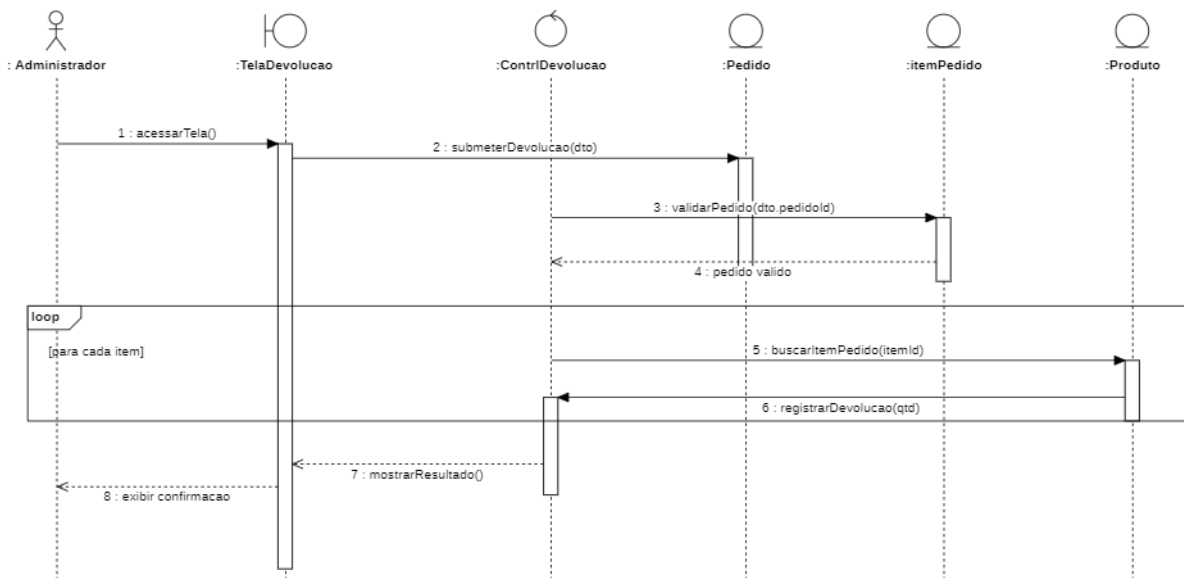 : Administrador
:TelaDevolucao
:ContrlDevolucao
:Pedido
:itemPedido
:Produto
1 : acessarTela()
2 : submeterDevolucao(dto)
3 : validarPedido(dto.pedidoId)
4 : pedido valido
loop
[para cada item]
5 : buscarItemPedido(itemId)
6 : registrarDevolucao(qtd)
7 : mostrarResultado()
8 : exibir confirmacao